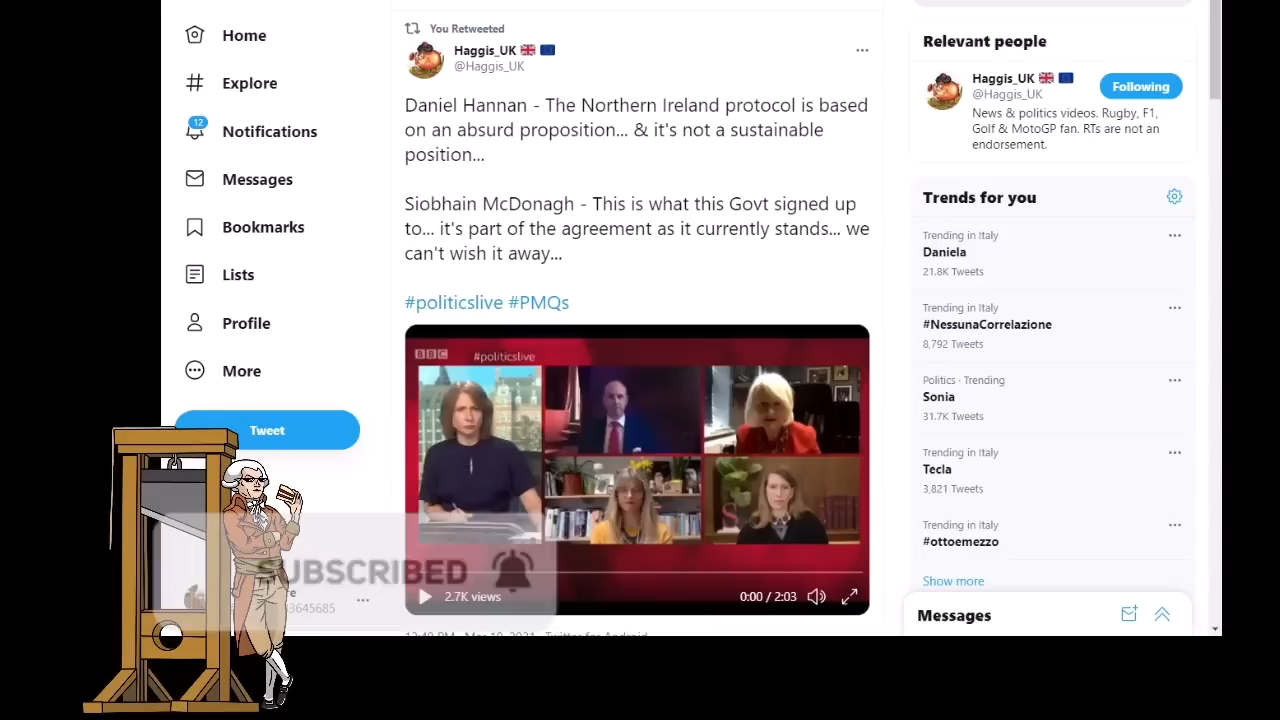 Home
Explore
12
Notifications
Messages
Bookmarks
Lists
Profile
More
Tweet
SUBSCRIBED
3645685
You Retweeted
Haggis_UK
@Haggis_UK
Daniel Hannan - The Northern Ireland protocol is based
on an absurd proposition... & it's not a sustainable
position...
Siobhain McDonagh - This is what this Govt signed up
to... it's part of the agreement as it currently stands... we
can't wish it away...
#politicslive #PMQs
BBC #politicslive
2.7K views 0:00 / 2:03
Relevant people
Haggis_UK
@Haggis_UK
Following
News & politics videos. Rugby, F1,
Golf & MotoGP fan. RTs are not an
endorsement.
Trends for you
Trending in Italy
Daniela
21.8K Tweets
Trending in Italy
#NessunaCorrelazione
8,792 Tweets
Politics · Trending
Sonia
31.7K Tweets
Trending in Italy
Tecla
3,821 Tweets
Trending in Italy
#ottoemezzo
Show more
Messages